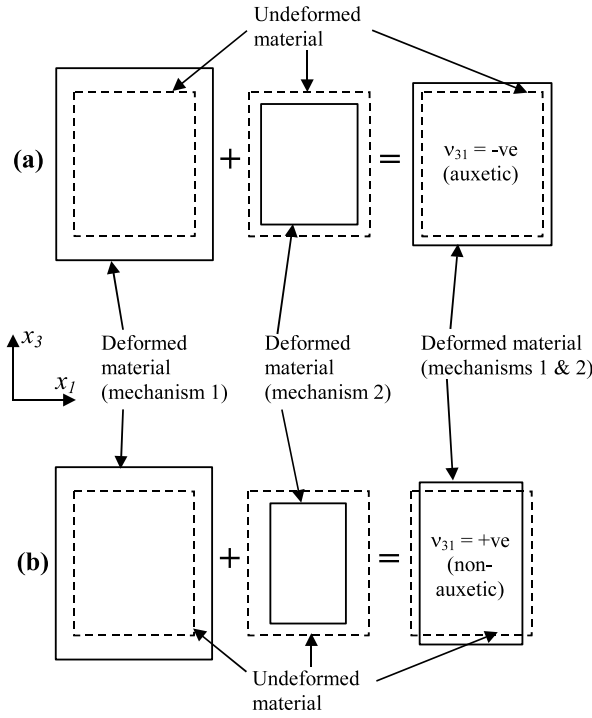 Undeformed
material
(a)
+
=
ν31 = -ve
(auxetic)
x3
x1
Deformed
material
(mechanism 1)
Deformed
material
(mechanism 2)
Deformed material
(mechanisms 1 & 2)
(b)
+
=
ν31 = +ve
(non-
auxetic)
Undeformed
material